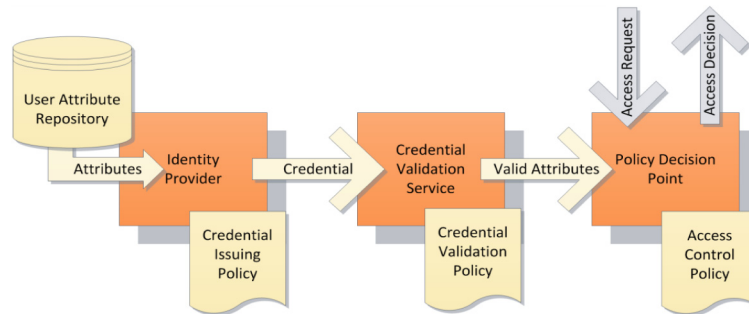 User Attribute
Repository
Attributes
Identity
Provider
Credential
Issuing
Policy
Credential
Credential
Validation
Service
Credential
Validation
Policy
Valid Attributes
Access Request
Access Decision
Policy Decision
Point
Access
Control
Policy